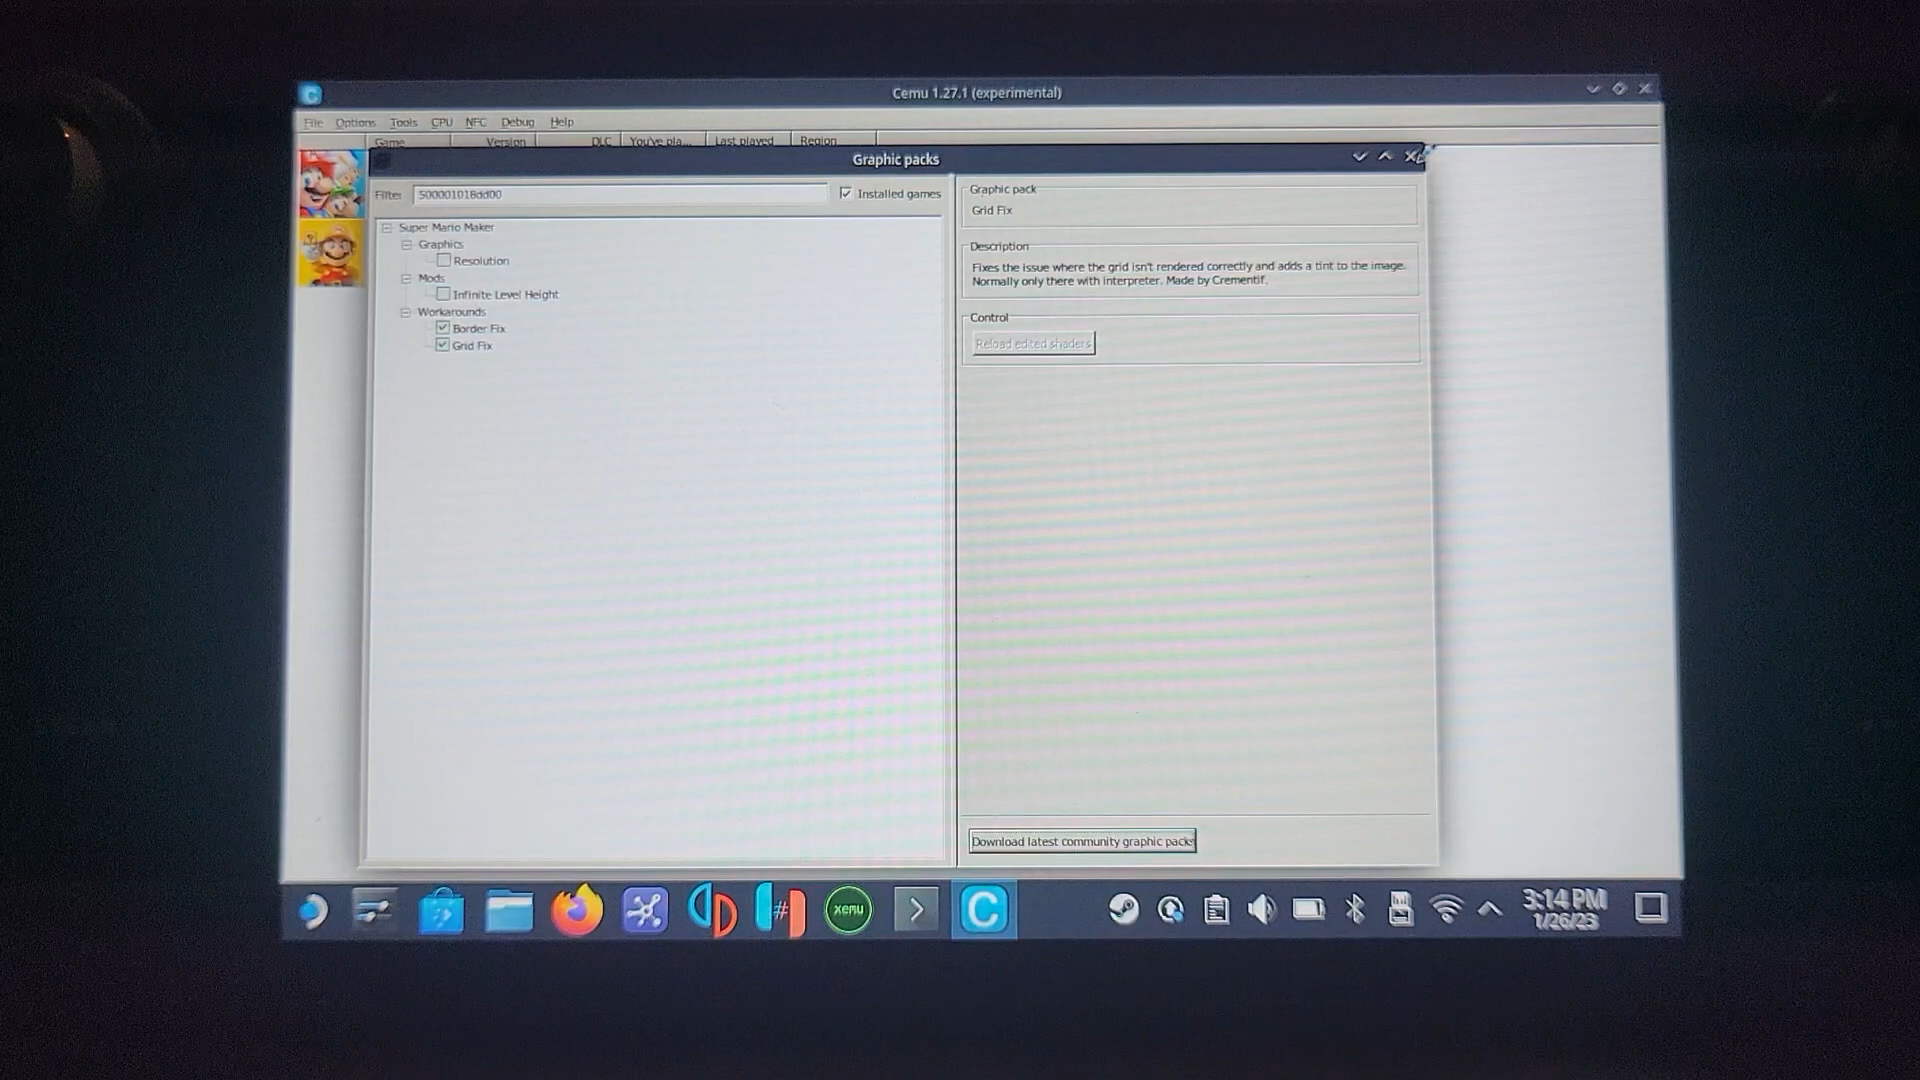 Cemu 1.27.1 (experimental)
File Options Tools CPU NFC Debug Help
Game Version DLC You've pla... Last played Region
Graphic packs
Filter 500001018dd00 Installed games
Super Mario Maker
Graphics
Resolution
Mods
Infinite Level Height
Workarounds
Border Fix
Grid Fix
Graphic pack
Grid Fix
Description
Fixes the issue where the grid isn't rendered correctly and adds a tint to the image.
Normally only there with interpreter. Made by Crementif.
Control
Reload edited shaders
Download latest community graphic packs
xemu
3:14 PM
1/26/23